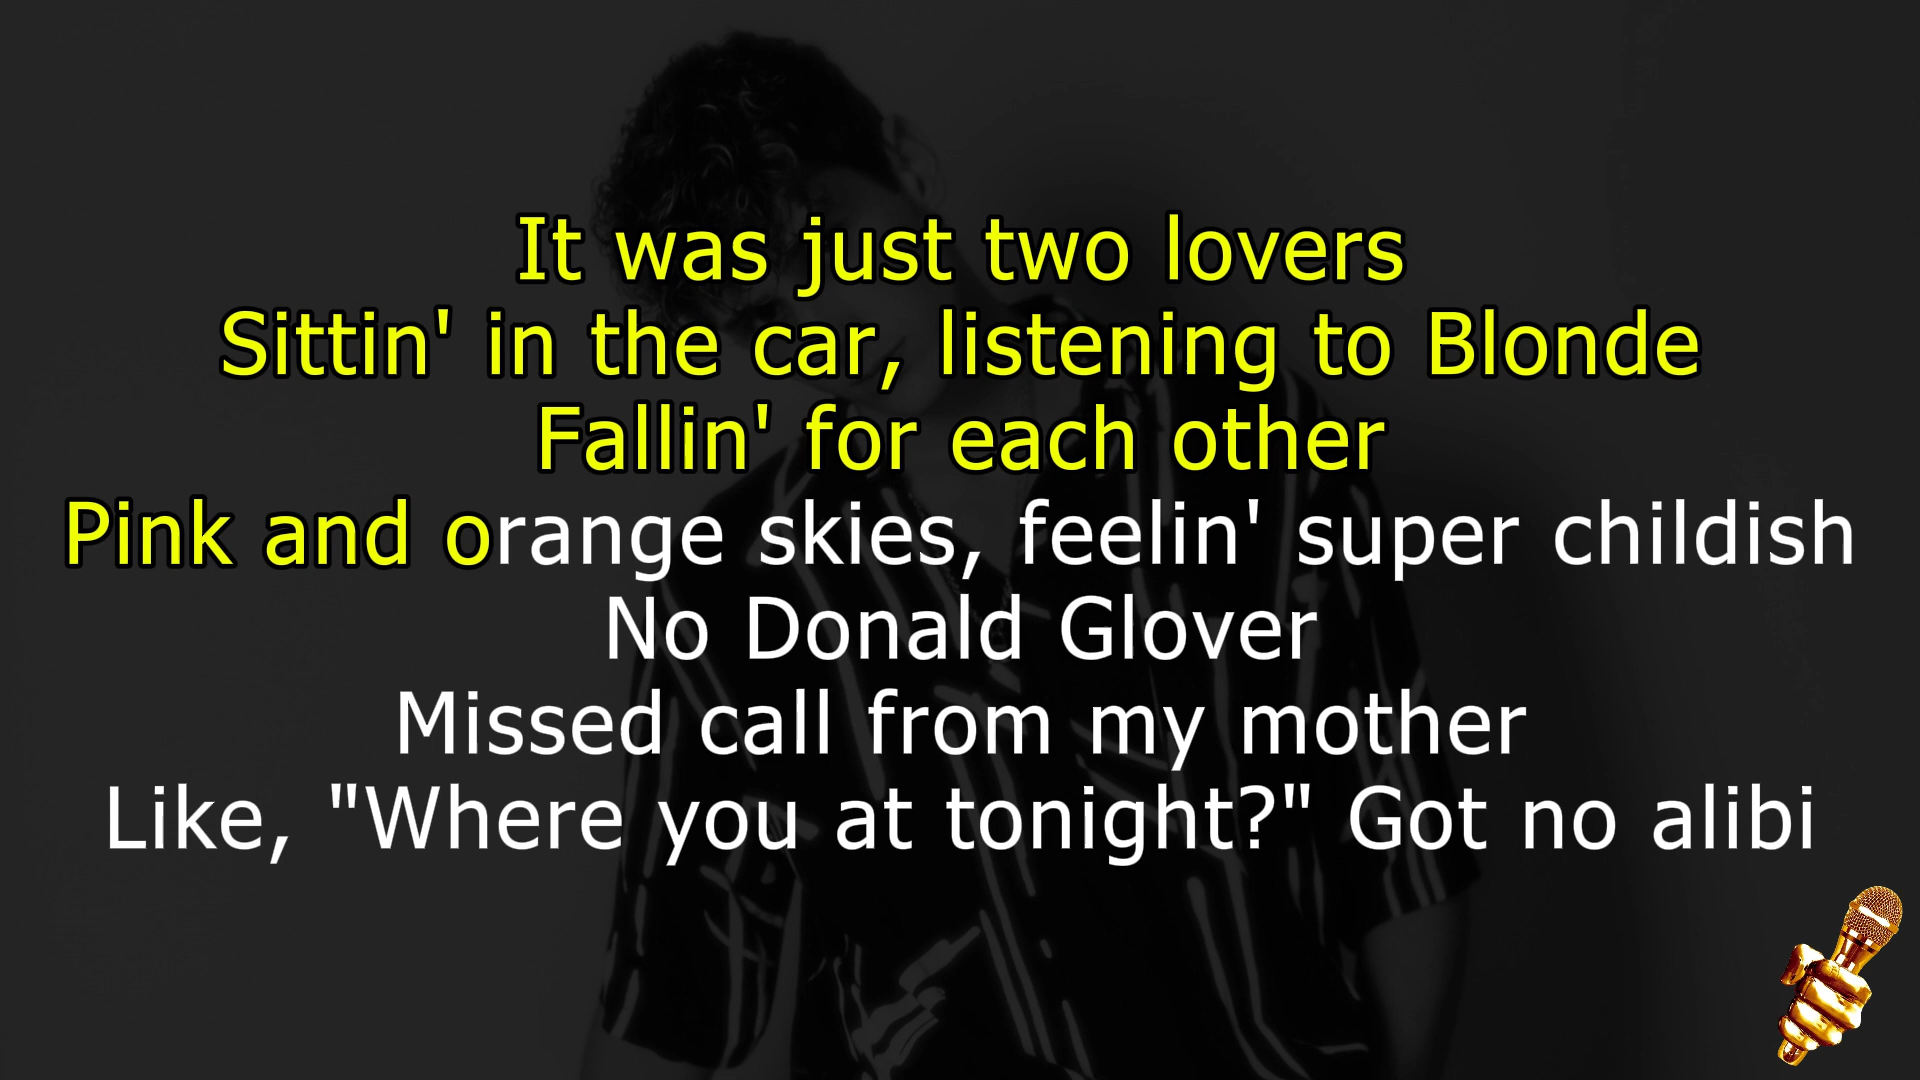 It was just two lovers
Sittin' in the car, listening to Blonde
Fallin' for each other
Pink and orange skies, feelin' super childish
No Donald Glover
Missed call from my mother
Like, "Where you at tonight?" Got no alibi